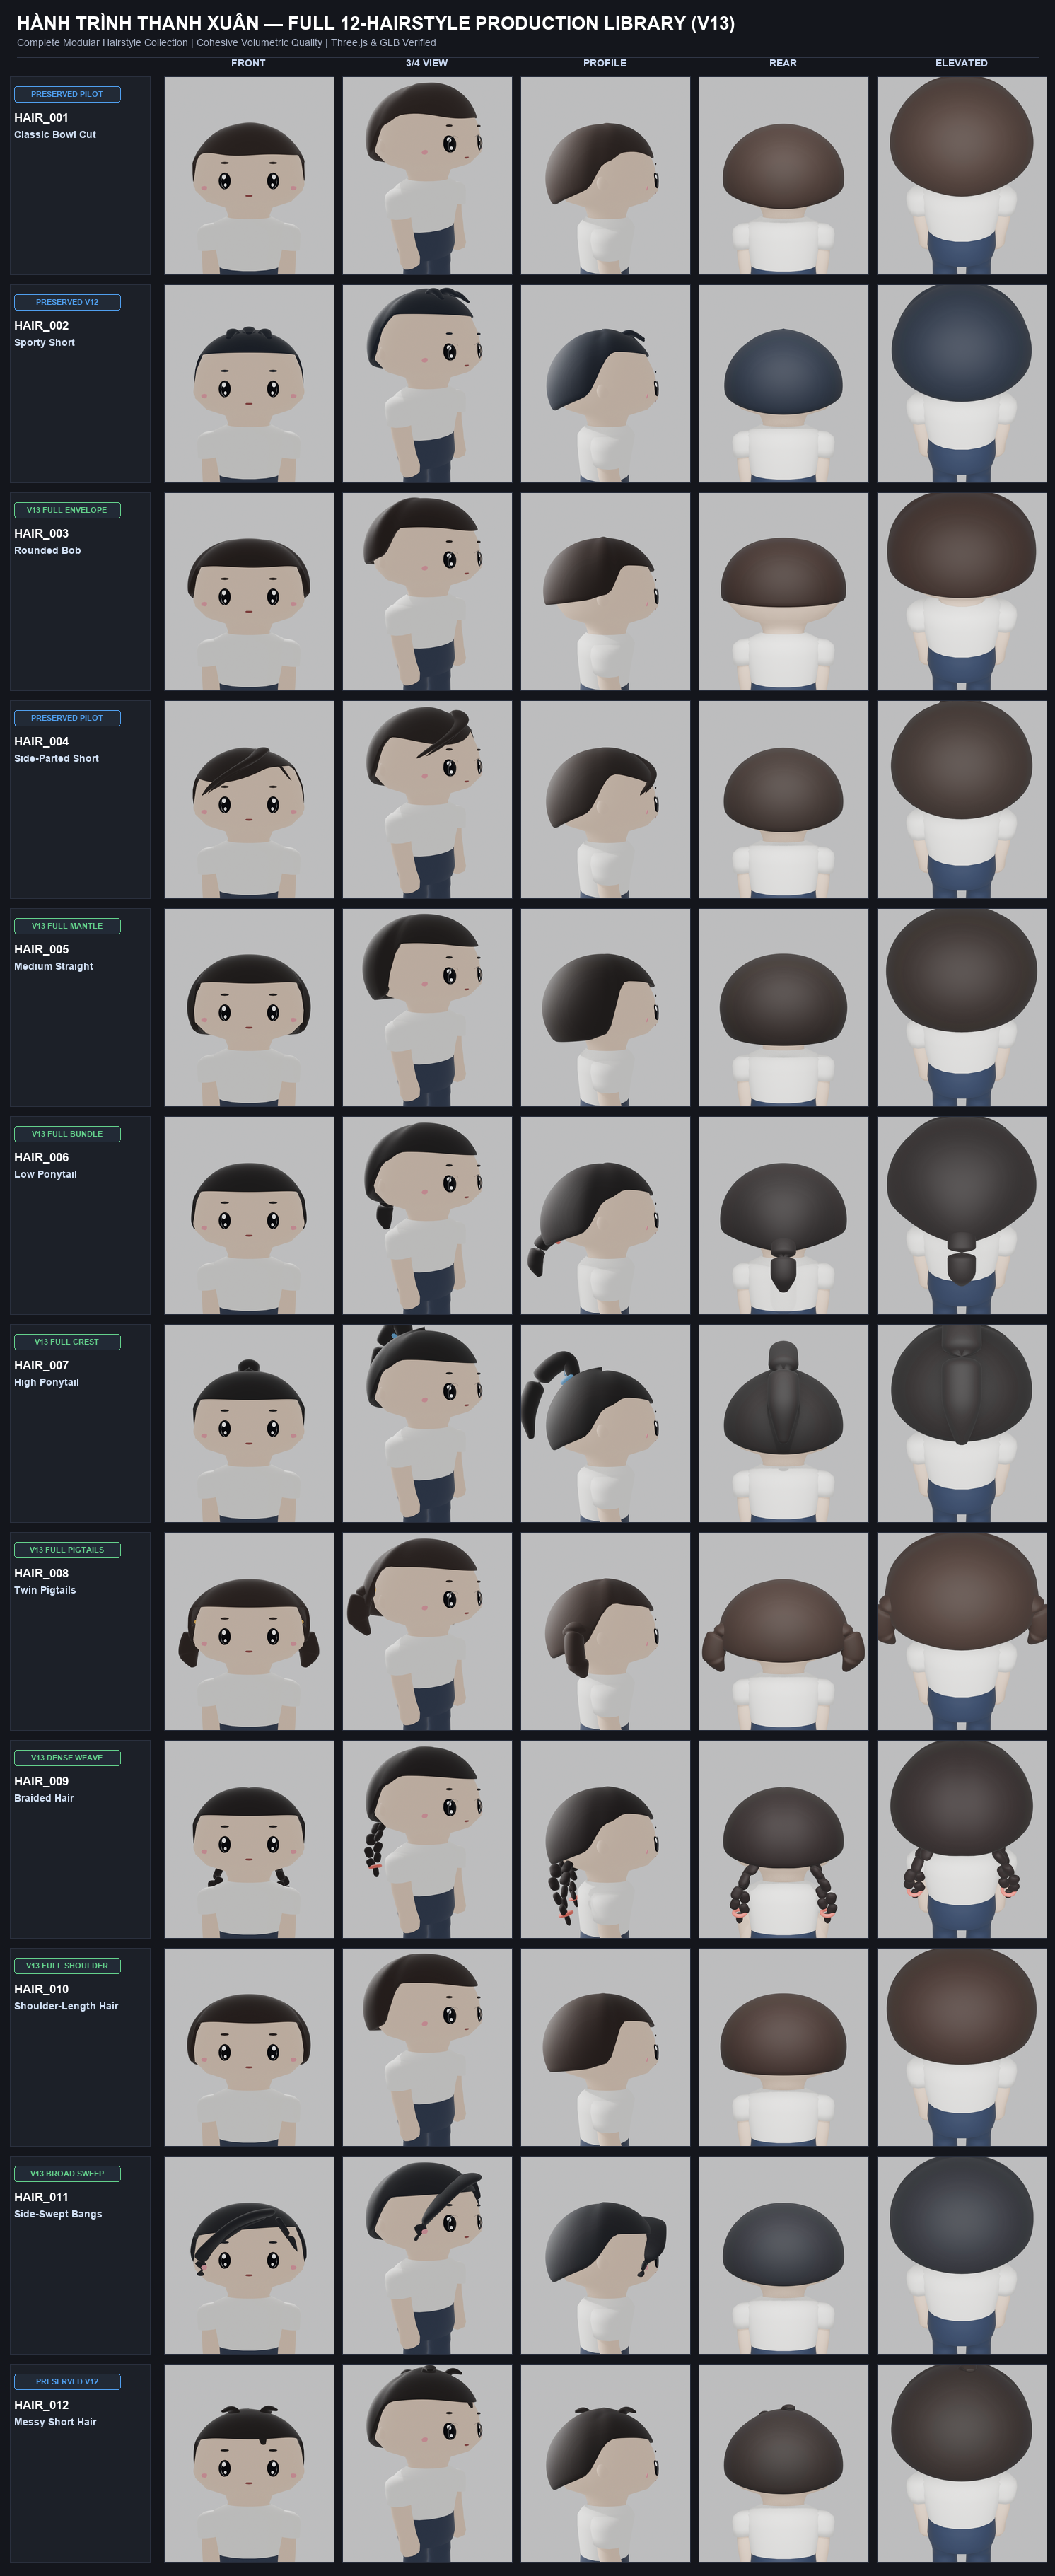 HÀNH TRÌNH THANH XUÂN — FULL 12-HAIRSTYLE PRODUCTION LIBRARY (V13)
Complete Modular Hairstyle Collection | Cohesive Volumetric Quality | Three.js & GLB Verified
FRONT 3/4 VIEW PROFILE REAR ELEVATED
PRESERVED PILOT
HAIR_001
Classic Bowl Cut
PRESERVED V12
HAIR_002
Sporty Short
V13 FULL ENVELOPE
HAIR_003
Rounded Bob
PRESERVED PILOT
HAIR_004
Side-Parted Short
V13 FULL MANTLE
HAIR_005
Medium Straight
V13 FULL BUNDLE
HAIR_006
Low Ponytail
V13 FULL CREST
HAIR_007
High Ponytail
V13 FULL PIGTAILS
HAIR_008
Twin Pigtails
V13 DENSE WEAVE
HAIR_009
Braided Hair
V13 FULL SHOULDER
HAIR_010
Shoulder-Length Hair
V13 BROAD SWEEP
HAIR_011
Side-Swept Bangs
PRESERVED V12
HAIR_012
Messy Short Hair